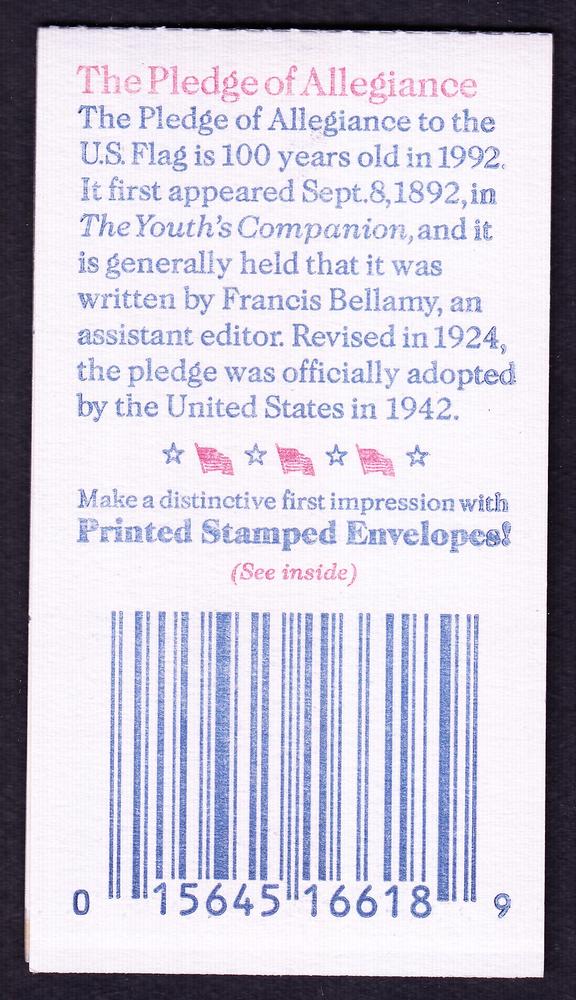 The Pledge of Allegiance
The Pledge of Allegiance to the
U.S. Flag is 100 years old in 1992.
It first appeared Sept.8,1892,in
The Youth's Companion,and it
is generally held that it was
written by Francis Bellamy, an
assistant editor. Revised in 1924,
the pledge was officially adopted
by the United States in 1942.
Make a distinctive first impression with
Printed Stamped Envelopes!
(See inside)
0 15645 16618 9